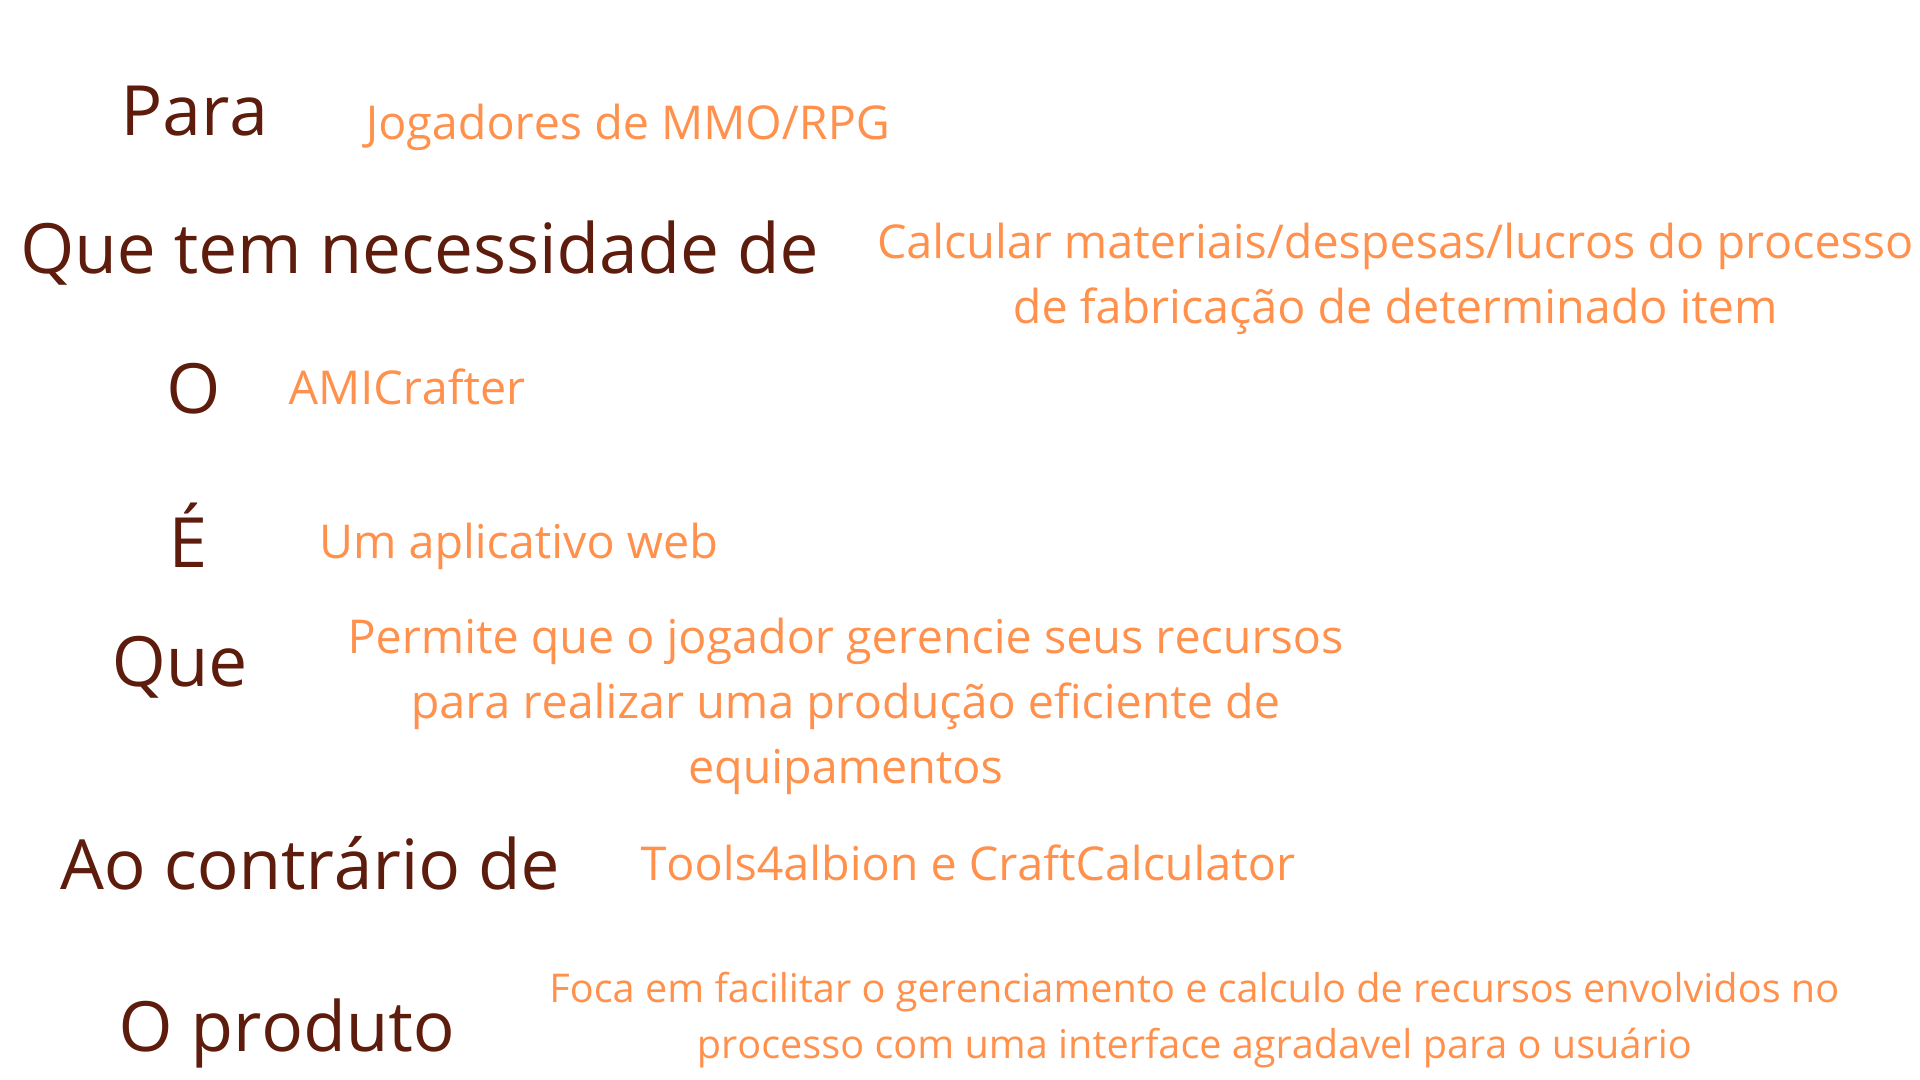 Para
Jogadores de MMO/RPG
Que tem necessidade de
Calcular materiais/despesas/lucros do processo
de fabricação de determinado item
O
AMICrafter
É
Um aplicativo web
Que
Permite que o jogador gerencie seus recursos
para realizar uma produção eficiente de
equipamentos
Ao contrário de
Tools4albion e CraftCalculator
O produto
Foca em facilitar o gerenciamento e calculo de recursos envolvidos no
processo com uma interface agradavel para o usuário